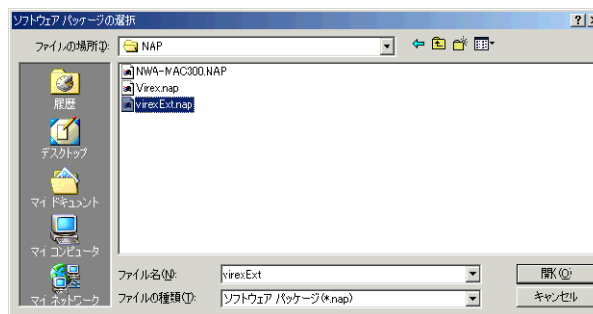 ソフトウェア パッケージの選択
ファイルの場所(I):
NAP
NWA-MAC300.NAP
Virex.nap
virexExt.nap
履歴
デスクトップ
マイ ドキュメント
マイ コンピュータ
マイ ネットワーク
ファイル名(N):
virexExt
開く(O)
ファイルの種類(T):
ソフトウェア パッケージ (*.nap)
キャンセル